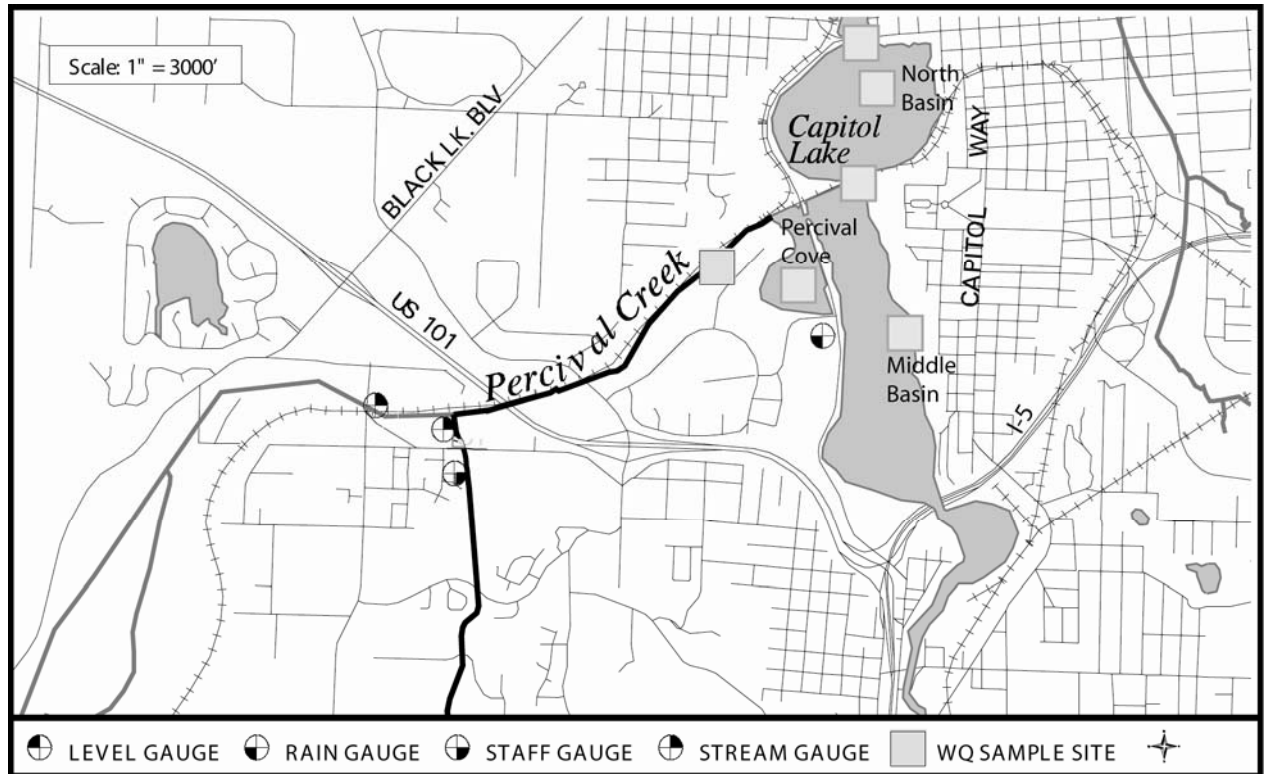 Scale: 1" = 3000'
North
Basin
BLACK LK. BLV
Capitol
Lake
CAPITOL WAY
Percival
Cove
US 101
Percival Creek
Middle
Basin
I-5
LEVEL GAUGE RAIN GAUGE STAFF GAUGE STREAM GAUGE WQ SAMPLE SITE